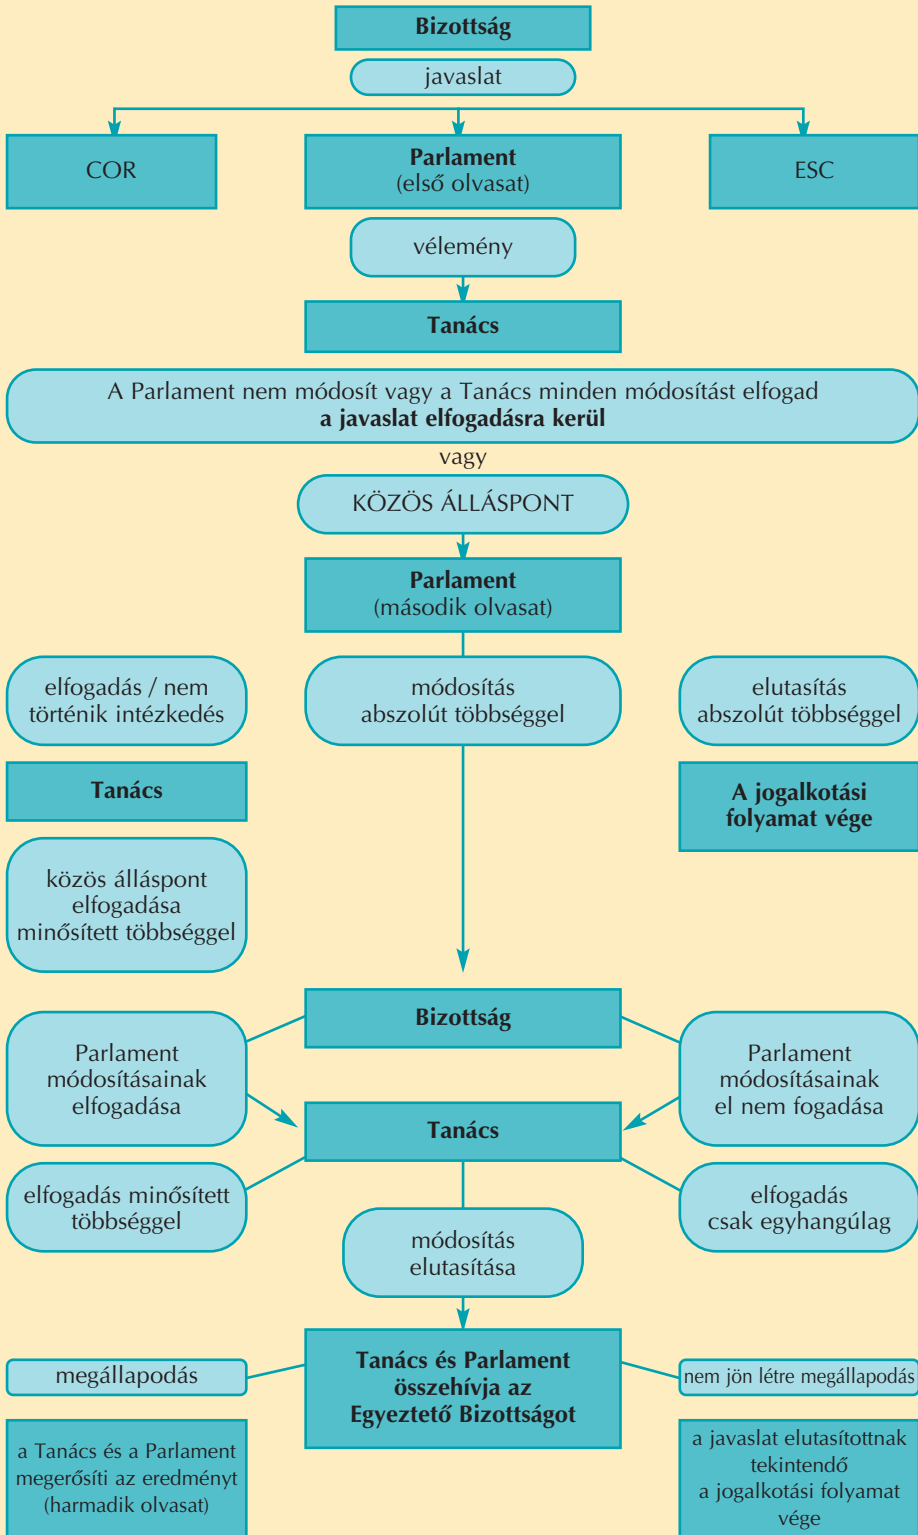 Bizottság
javaslat
COR
Parlament
(első olvasat)
ESC
vélemény
Tanács
A Parlament nem módosít vagy a Tanács minden módosítást elfogad
a javaslat elfogadásra kerül
vagy
KÖZÖS ÁLLÁSPONT
Parlament
(második olvasat)
elfogadás / nem
történik intézkedés
módosítás
abszolút többséggel
elutasítás
abszolút többséggel
Tanács
A jogalkotási
folyamat vége
közös álláspont
elfogadása
minősített többséggel
Bizottság
Parlament
módosításainak
elfogadása
Parlament
módosításainak
el nem fogadása
Tanács
elfogadás minősített
többséggel
elfogadás
csak egyhangúlag
módosítás
elutasítása
megállapodás
Tanács és Parlament
összehívja az
Egyeztető Bizottságot
nem jön létre megállapodás
a Tanács és a Parlament
megerősíti az eredményt
(harmadik olvasat)
a javaslat elutasítottnak
tekintendő
a jogalkotási folyamat
vége